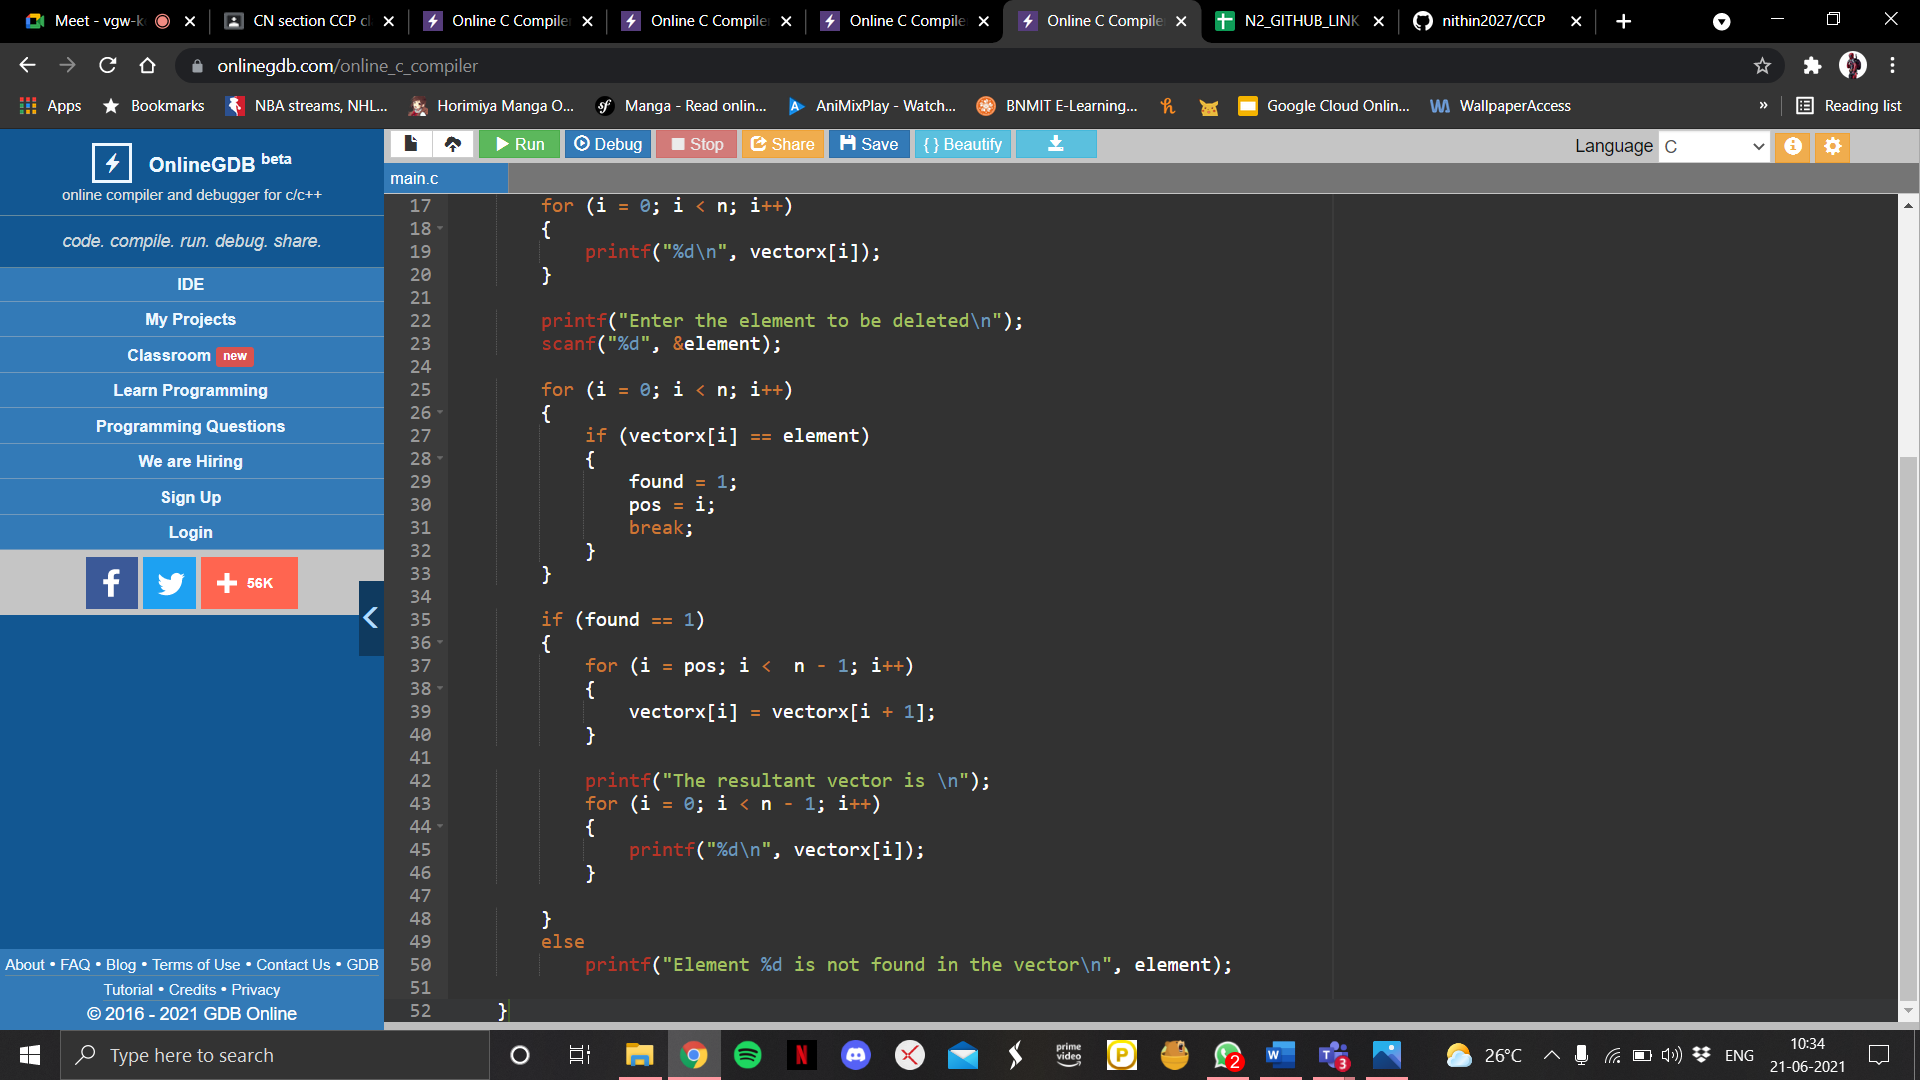 Meet - vgw-k
CN section CCP cl
Online C Compile
Online C Compile
Online C Compile
Online C Compile
N2_GITHUB_LINK
nithin2027/CCP
onlinegdb.com/online_c_compiler
Apps
Bookmarks
NBA streams, NHL...
Horimiya Manga O...
Manga - Read onlin...
AniMixPlay - Watch...
BNMIT E-Learning...
Google Cloud Onlin...
WallpaperAccess
»
Reading list
OnlineGDB beta
online compiler and debugger for c/c++
code. compile. run. debug. share.
IDE
My Projects
Classroom new
Learn Programming
Programming Questions
We are Hiring
Sign Up
Login
56K
About • FAQ • Blog • Terms of Use • Contact Us • GDB
Tutorial • Credits • Privacy
© 2016 - 2021 GDB Online
Run
Debug
Stop
Share
Save
{ } Beautify
Language C
main.c
17 for (i = 0; i < n; i++)
18 {
19 printf("%d\n", vectorx[i]);
20 }
21
22 printf("Enter the element to be deleted\n");
23 scanf("%d", &element);
24
25 for (i = 0; i < n; i++)
26 {
27 if (vectorx[i] == element)
28 {
29 found = 1;
30 pos = i;
31 break;
32 }
33 }
34
35 if (found == 1)
36 {
37 for (i = pos; i <  n - 1; i++)
38 {
39 vectorx[i] = vectorx[i + 1];
40 }
41
42 printf("The resultant vector is \n");
43 for (i = 0; i < n - 1; i++)
44 {
45 printf("%d\n", vectorx[i]);
46 }
47
48 }
49 else
50 printf("Element %d is not found in the vector\n", element);
51
52 }
Type here to search
prime video
2
3
26°C
ENG
10:34
21-06-2021